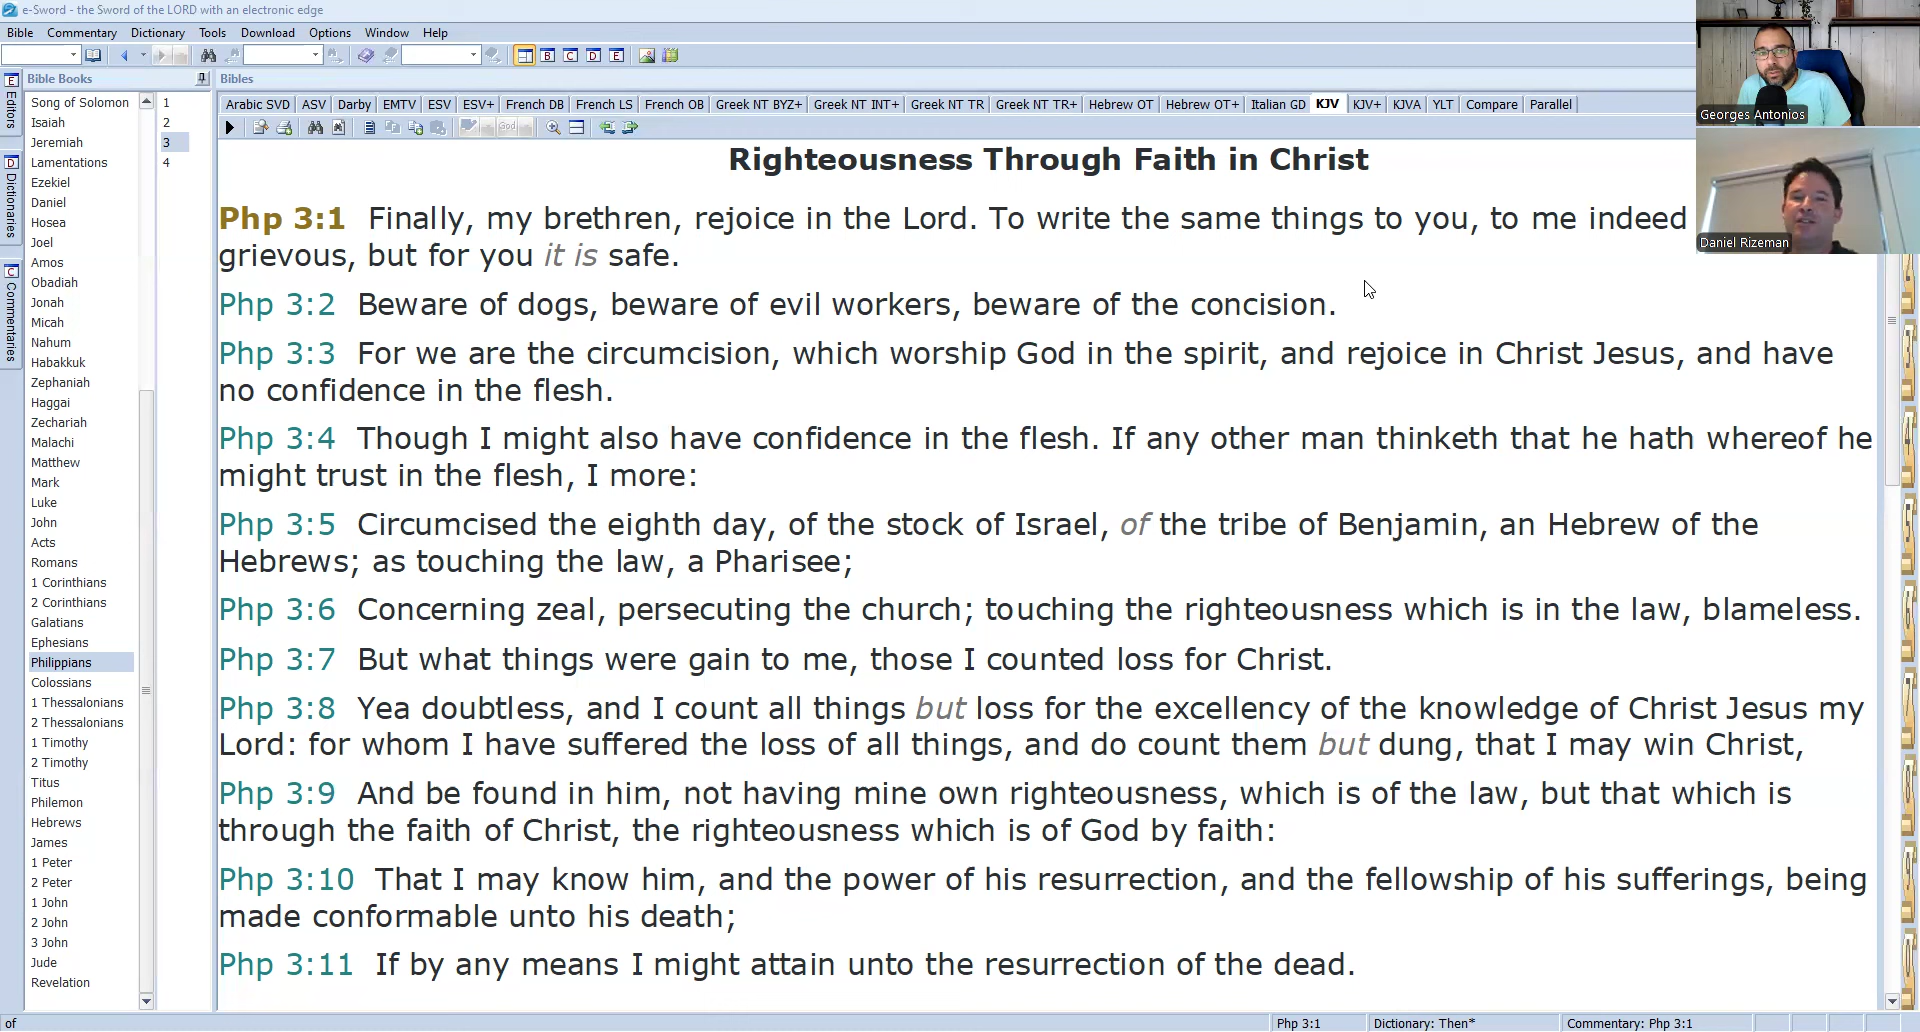 e-Sword - the Sword of the LORD with an electronic edge
Bible Commentary Dictionary Tools Download Options Window Help
B C D E
Bible Books
Bibles
E Editors
D Dictionaries
C Commentaries
Song of Solomon
Isaiah
Jeremiah
Lamentations
Ezekiel
Daniel
Hosea
Joel
Amos
Obadiah
Jonah
Micah
Nahum
Habakkuk
Zephaniah
Haggai
Zechariah
Malachi
Matthew
Mark
Luke
John
Acts
Romans
1 Corinthians
2 Corinthians
Galatians
Ephesians
Philippians
Colossians
1 Thessalonians
2 Thessalonians
1 Timothy
2 Timothy
Titus
Philemon
Hebrews
James
1 Peter
2 Peter
1 John
2 John
3 John
Jude
Revelation
1
2
3
4
Arabic SVD ASV Darby EMTV ESV ESV+ French DB French LS French OB Greek NT BYZ+ Greek NT INT+ Greek NT TR Greek NT TR+ Hebrew OT Hebrew OT+ Italian GD KJV KJV+ KJVA YLT Compare Parallel
God
Righteousness Through Faith in Christ
Php 3:1 Finally, my brethren, rejoice in the Lord. To write the same things to you, to me indeed
grievous, but for you it is safe.
Php 3:2 Beware of dogs, beware of evil workers, beware of the concision.
Php 3:3 For we are the circumcision, which worship God in the spirit, and rejoice in Christ Jesus, and have
no confidence in the flesh.
Php 3:4 Though I might also have confidence in the flesh. If any other man thinketh that he hath whereof he
might trust in the flesh, I more:
Php 3:5 Circumcised the eighth day, of the stock of Israel, of the tribe of Benjamin, an Hebrew of the
Hebrews; as touching the law, a Pharisee;
Php 3:6 Concerning zeal, persecuting the church; touching the righteousness which is in the law, blameless.
Php 3:7 But what things were gain to me, those I counted loss for Christ.
Php 3:8 Yea doubtless, and I count all things but loss for the excellency of the knowledge of Christ Jesus my
Lord: for whom I have suffered the loss of all things, and do count them but dung, that I may win Christ,
Php 3:9 And be found in him, not having mine own righteousness, which is of the law, but that which is
through the faith of Christ, the righteousness which is of God by faith:
Php 3:10 That I may know him, and the power of his resurrection, and the fellowship of his sufferings, being
made conformable unto his death;
Php 3:11 If by any means I might attain unto the resurrection of the dead.
Georges Antonios
Daniel Rizeman
of
Php 3:1
Dictionary: Then*
Commentary: Php 3:1